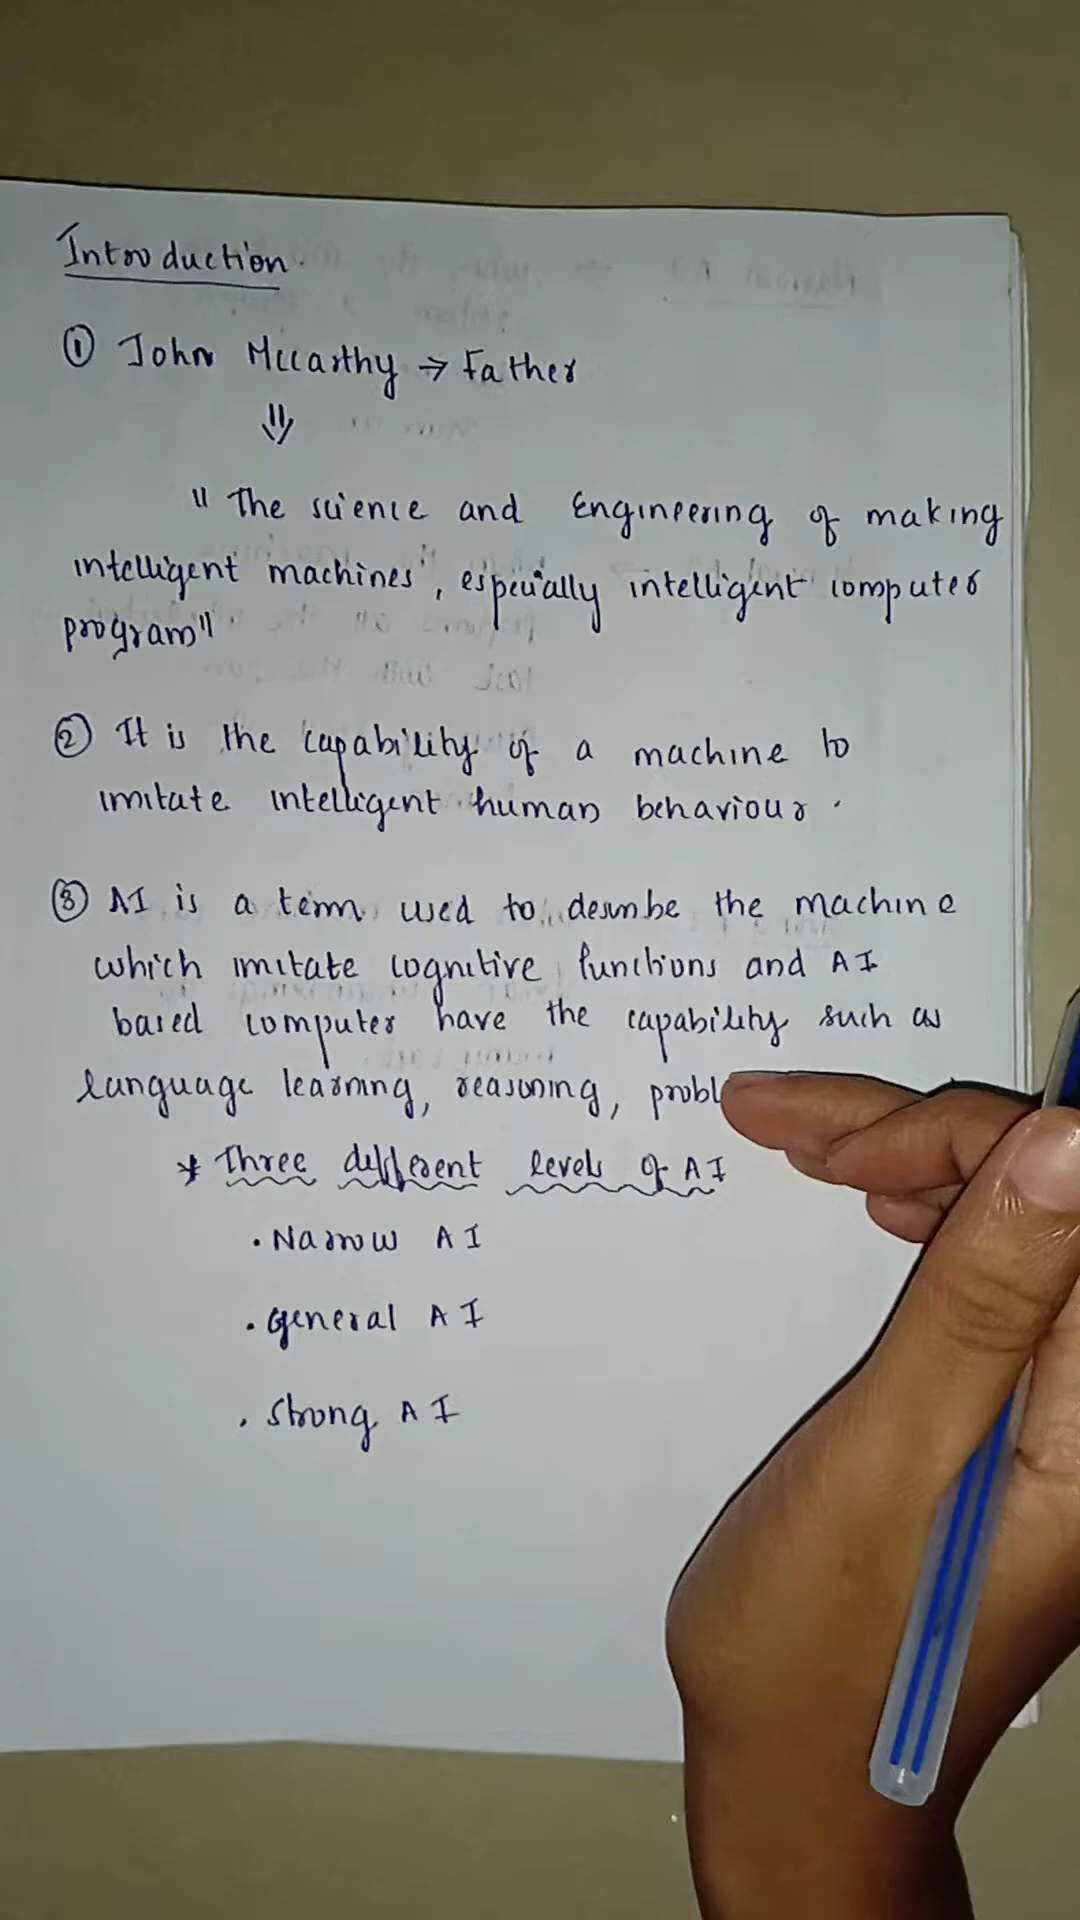 Introduction.
① John Mccarthy → Father
⇓
" The science and Engineering of making
intelligent machines', especially intelligent computer
program".
② It is the capability of a machine to
imitate intelligent human behaviour.
③ AI is a term used to describe the machine
which imitate cognitive functions and AI
based computer have the capability such as
language learning, reasoning, probl
* Three different levels of AI
. Narrow AI
. General AI
. Strong AI